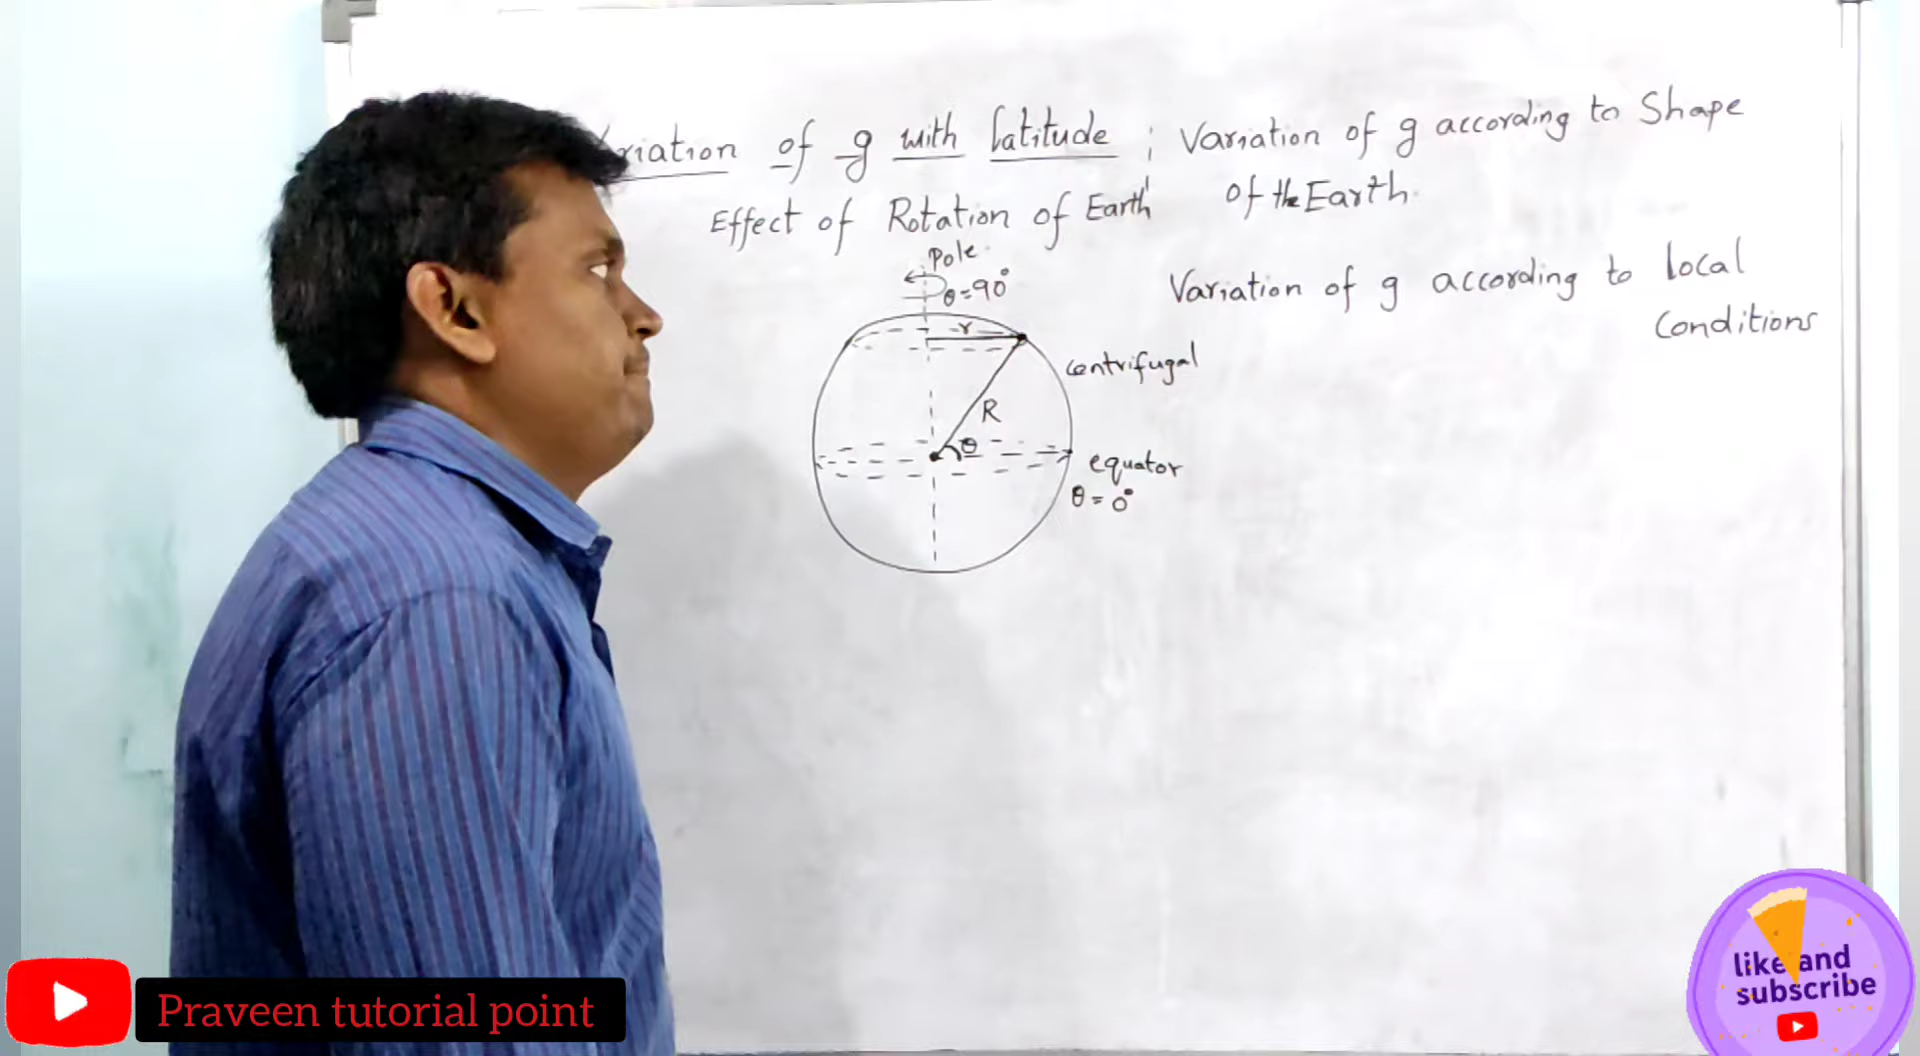 riation of g with latitude ; Variation of g according to Shape
Effect of Rotation of Earth of the Earth.
Pole
θ=90°
Variation of g according to local
Conditions
r
centrifugal
R
θ
equator
θ = 0°
Praveen tutorial point
like and
subscribe